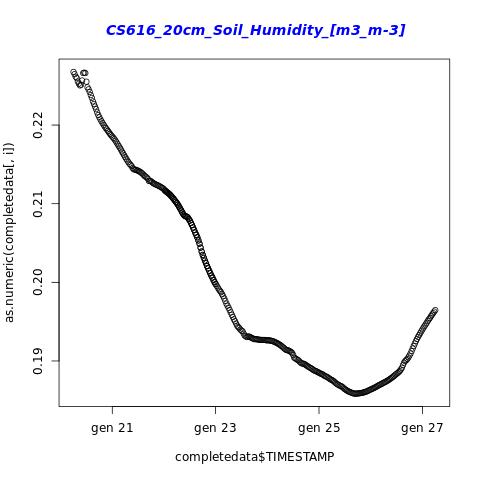 CS616_20cm_Soil_Humidity_[m3_m-3]
as.numeric(completedata[, i])
0.22
0.21
0.20
0.19
gen 21 gen 23 gen 25 gen 27
completedata$TIMESTAMP